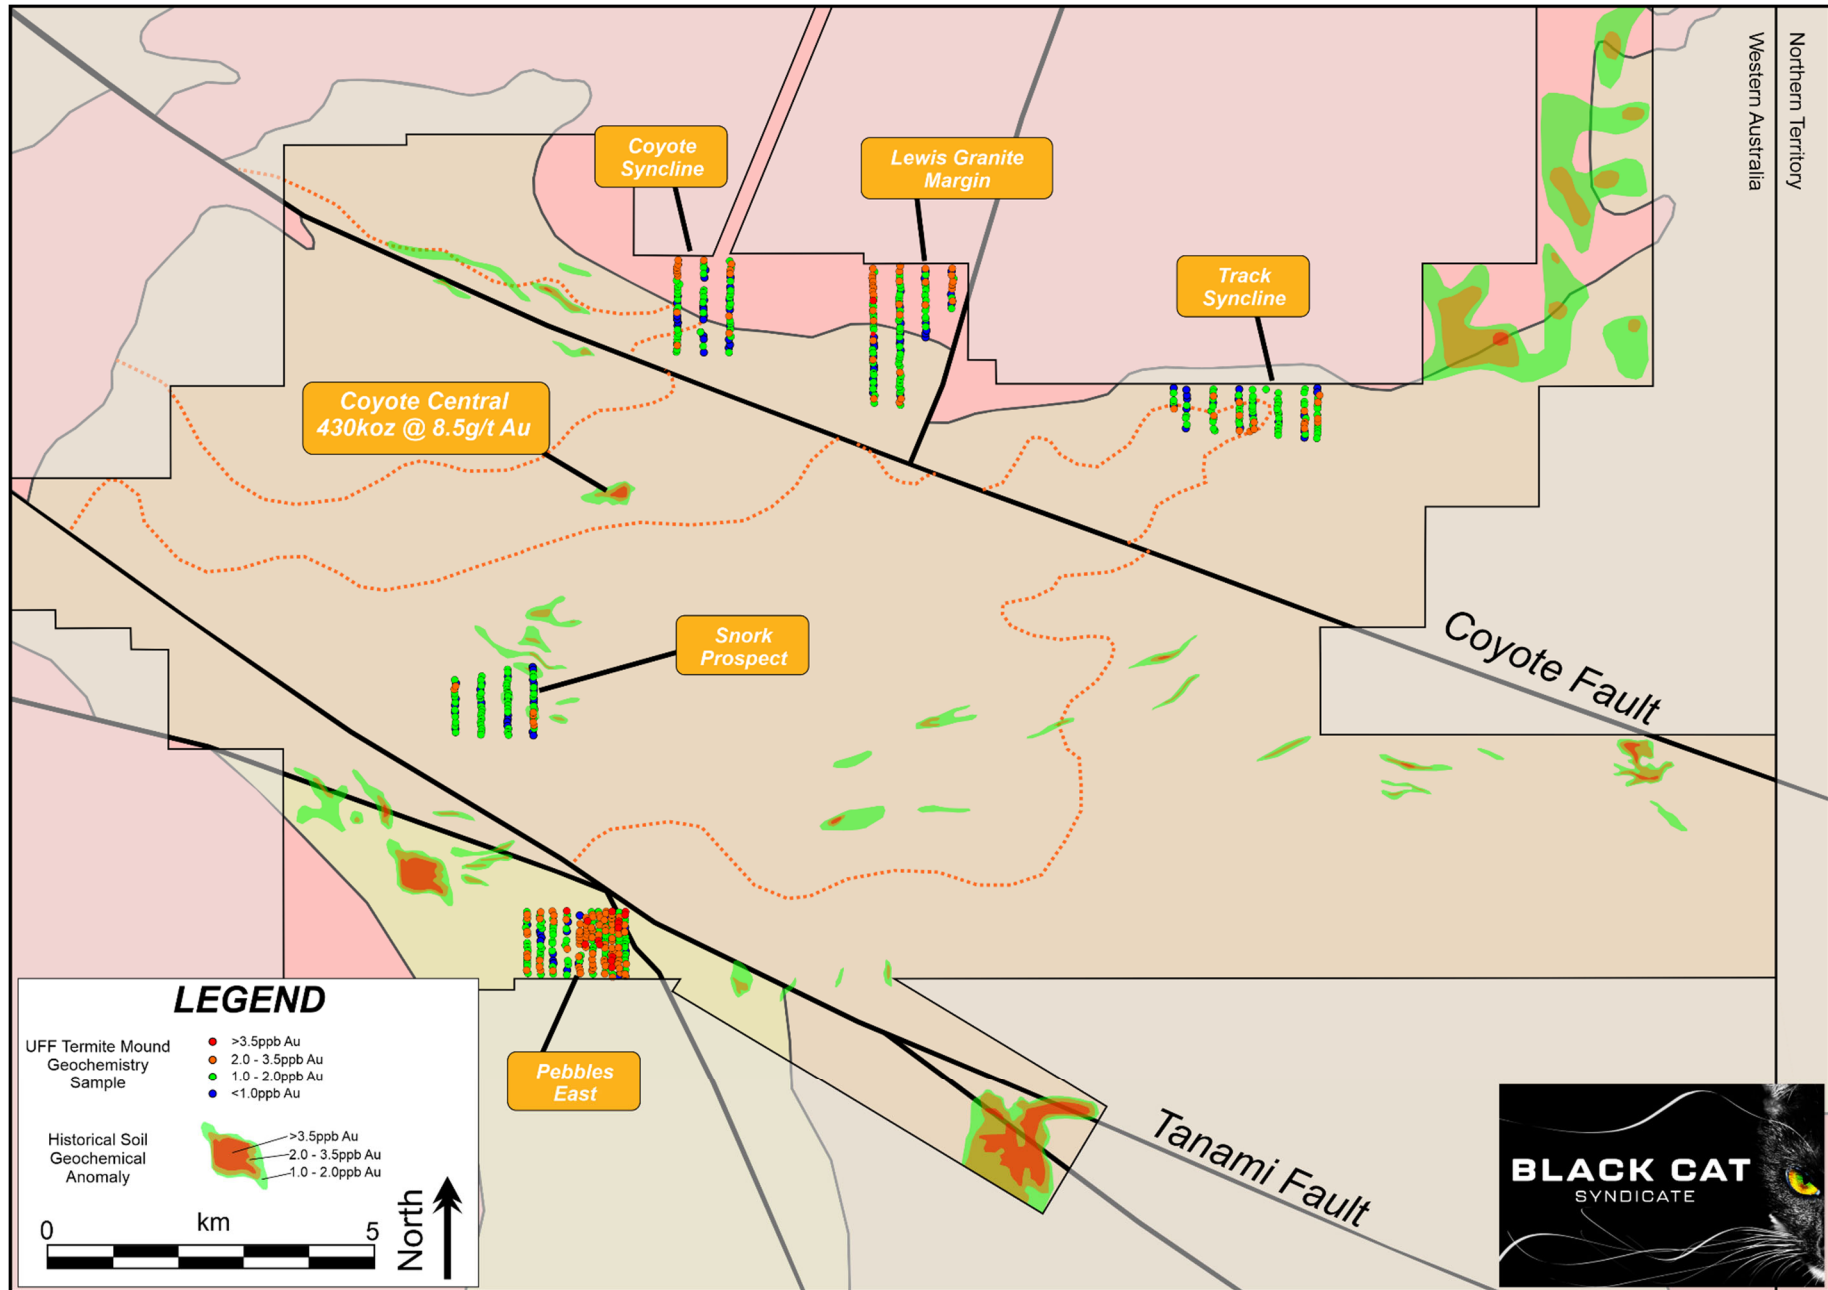 Northern Territory
Western Australia
Coyote
Syncline
Lewis Granite
Margin
Track
Syncline
Coyote Central
430koz @ 8.5g/t Au
Snork
Prospect
Coyote Fault
Pebbles
East
Tanami Fault
LEGEND
UFF Termite Mound
Geochemistry
Sample
>3.5ppb Au
2.0 - 3.5ppb Au
1.0 - 2.0ppb Au
<1.0ppb Au
Historical Soil
Geochemical
Anomaly
>3.5ppb Au
2.0 - 3.5ppb Au
1.0 - 2.0ppb Au
0 km 5
North
BLACK CAT
SYNDICATE